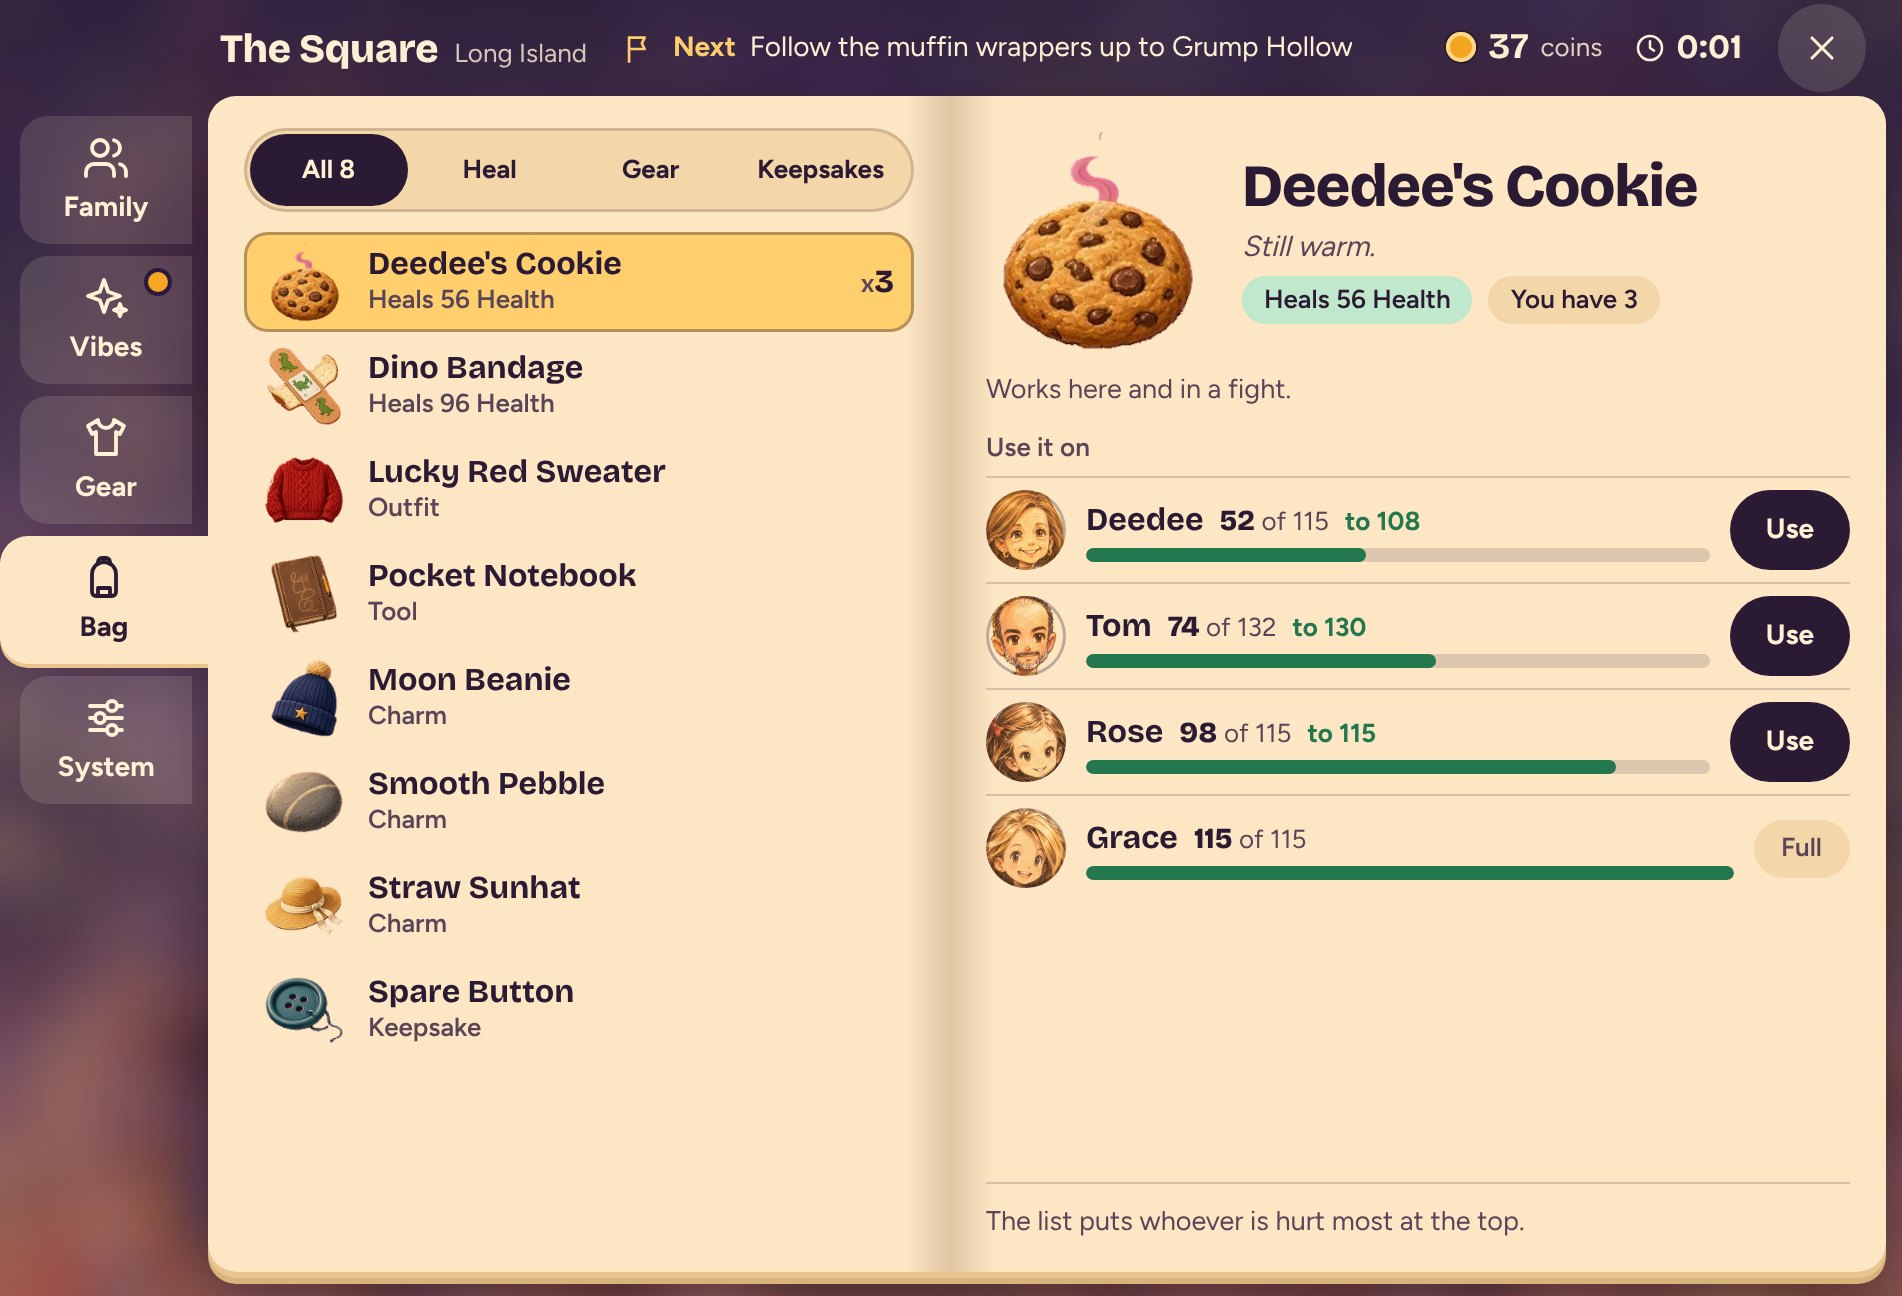 The Square Long Island Next Follow the muffin wrappers up to Grump Hollow 37 coins 0:01
Family
Vibes
Gear
Bag
System
All 8 Heal Gear Keepsakes
Deedee's Cookie
Heals 56 Health
x3
Dino Bandage
Heals 96 Health
Lucky Red Sweater
Outfit
Pocket Notebook
Tool
Moon Beanie
Charm
Smooth Pebble
Charm
Straw Sunhat
Charm
Spare Button
Keepsake
Deedee's Cookie
Still warm.
Heals 56 Health You have 3
Works here and in a fight.
Use it on
Deedee 52 of 115 to 108 Use
Tom 74 of 132 to 130 Use
Rose 98 of 115 to 115 Use
Grace 115 of 115 Full
The list puts whoever is hurt most at the top.